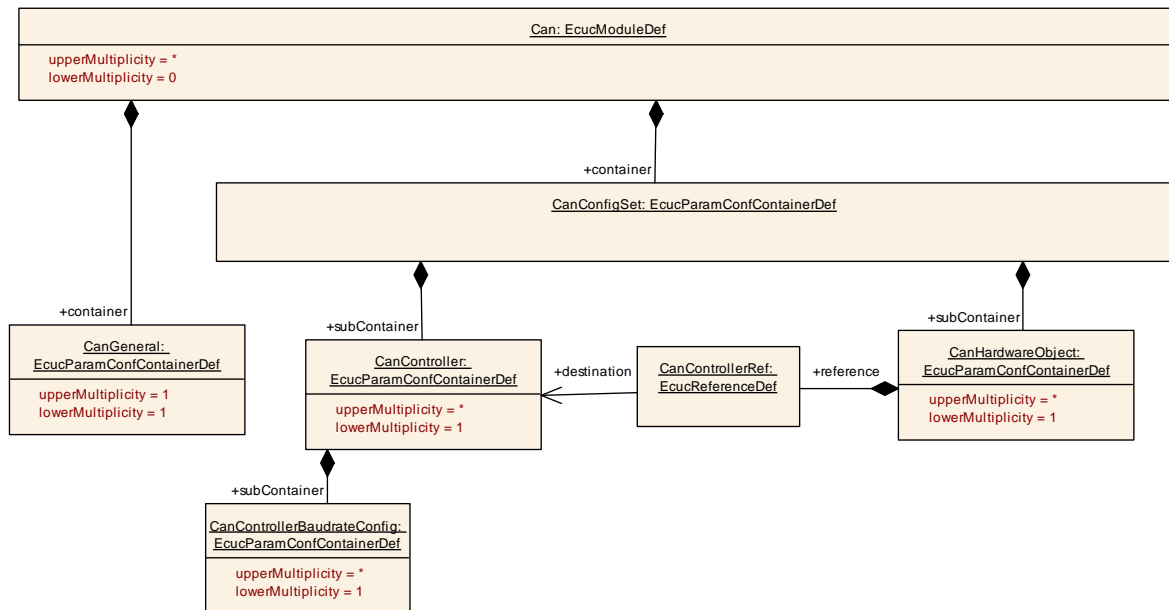 Can: EcucModuleDef
upperMultiplicity = *
lowerMultiplicity = 0
+container
CanConfigSet: EcucParamConfContainerDef
+container
CanGeneral:
EcucParamConfContainerDef
upperMultiplicity = 1
lowerMultiplicity = 1
+subContainer
CanController:
EcucParamConfContainerDef
upperMultiplicity = *
lowerMultiplicity = 1
+destination
CanControllerRef:
EcucReferenceDef
+reference
+subContainer
CanHardwareObject:
EcucParamConfContainerDef
upperMultiplicity = *
lowerMultiplicity = 1
+subContainer
CanControllerBaudrateConfig:
EcucParamConfContainerDef
upperMultiplicity = *
lowerMultiplicity = 1